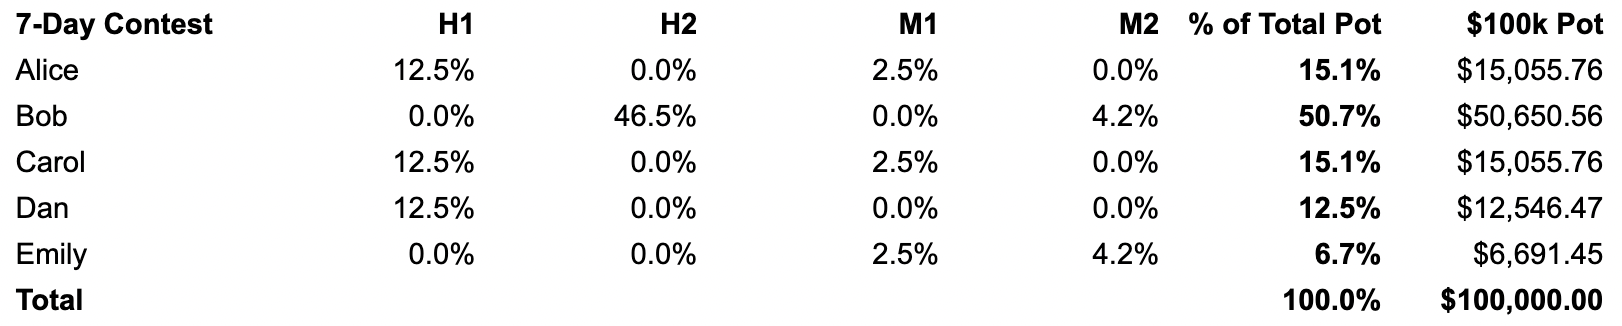 7-Day Contest H1 H2 M1 M2 % of Total Pot $100k Pot
Alice 12.5% 0.0% 2.5% 0.0% 15.1% $15,055.76
Bob 0.0% 46.5% 0.0% 4.2% 50.7% $50,650.56
Carol 12.5% 0.0% 2.5% 0.0% 15.1% $15,055.76
Dan 12.5% 0.0% 0.0% 0.0% 12.5% $12,546.47
Emily 0.0% 0.0% 2.5% 4.2% 6.7% $6,691.45
Total 100.0% $100,000.00